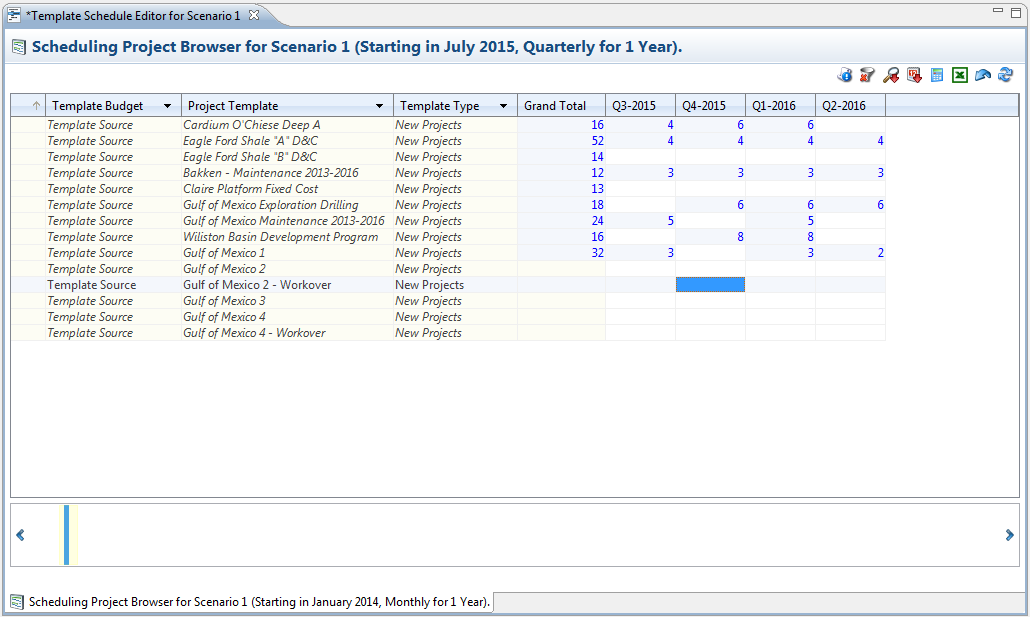 *Template Schedule Editor for Scenario 1
Scheduling Project Browser for Scenario 1 (Starting in July 2015, Quarterly for 1 Year).
Template Budget Project Template Template Type Grand Total Q3-2015 Q4-2015 Q1-2016 Q2-2016
Template Source Cardium O'Chiese Deep A New Projects 16 4 6 6
Template Source Eagle Ford Shale "A" D&C New Projects 52 4 4 4 4
Template Source Eagle Ford Shale "B" D&C New Projects 14
Template Source Bakken - Maintenance 2013-2016 New Projects 12 3 3 3 3
Template Source Claire Platform Fixed Cost New Projects 13
Template Source Gulf of Mexico Exploration Drilling New Projects 18 6 6 6
Template Source Gulf of Mexico Maintenance 2013-2016 New Projects 24 5 5
Template Source Wiliston Basin Development Program New Projects 16 8 8
Template Source Gulf of Mexico 1 New Projects 32 3 3 2
Template Source Gulf of Mexico 2 New Projects
Template Source Gulf of Mexico 2 - Workover New Projects
Template Source Gulf of Mexico 3 New Projects
Template Source Gulf of Mexico 4 New Projects
Template Source Gulf of Mexico 4 - Workover New Projects
Scheduling Project Browser for Scenario 1 (Starting in January 2014, Monthly for 1 Year).